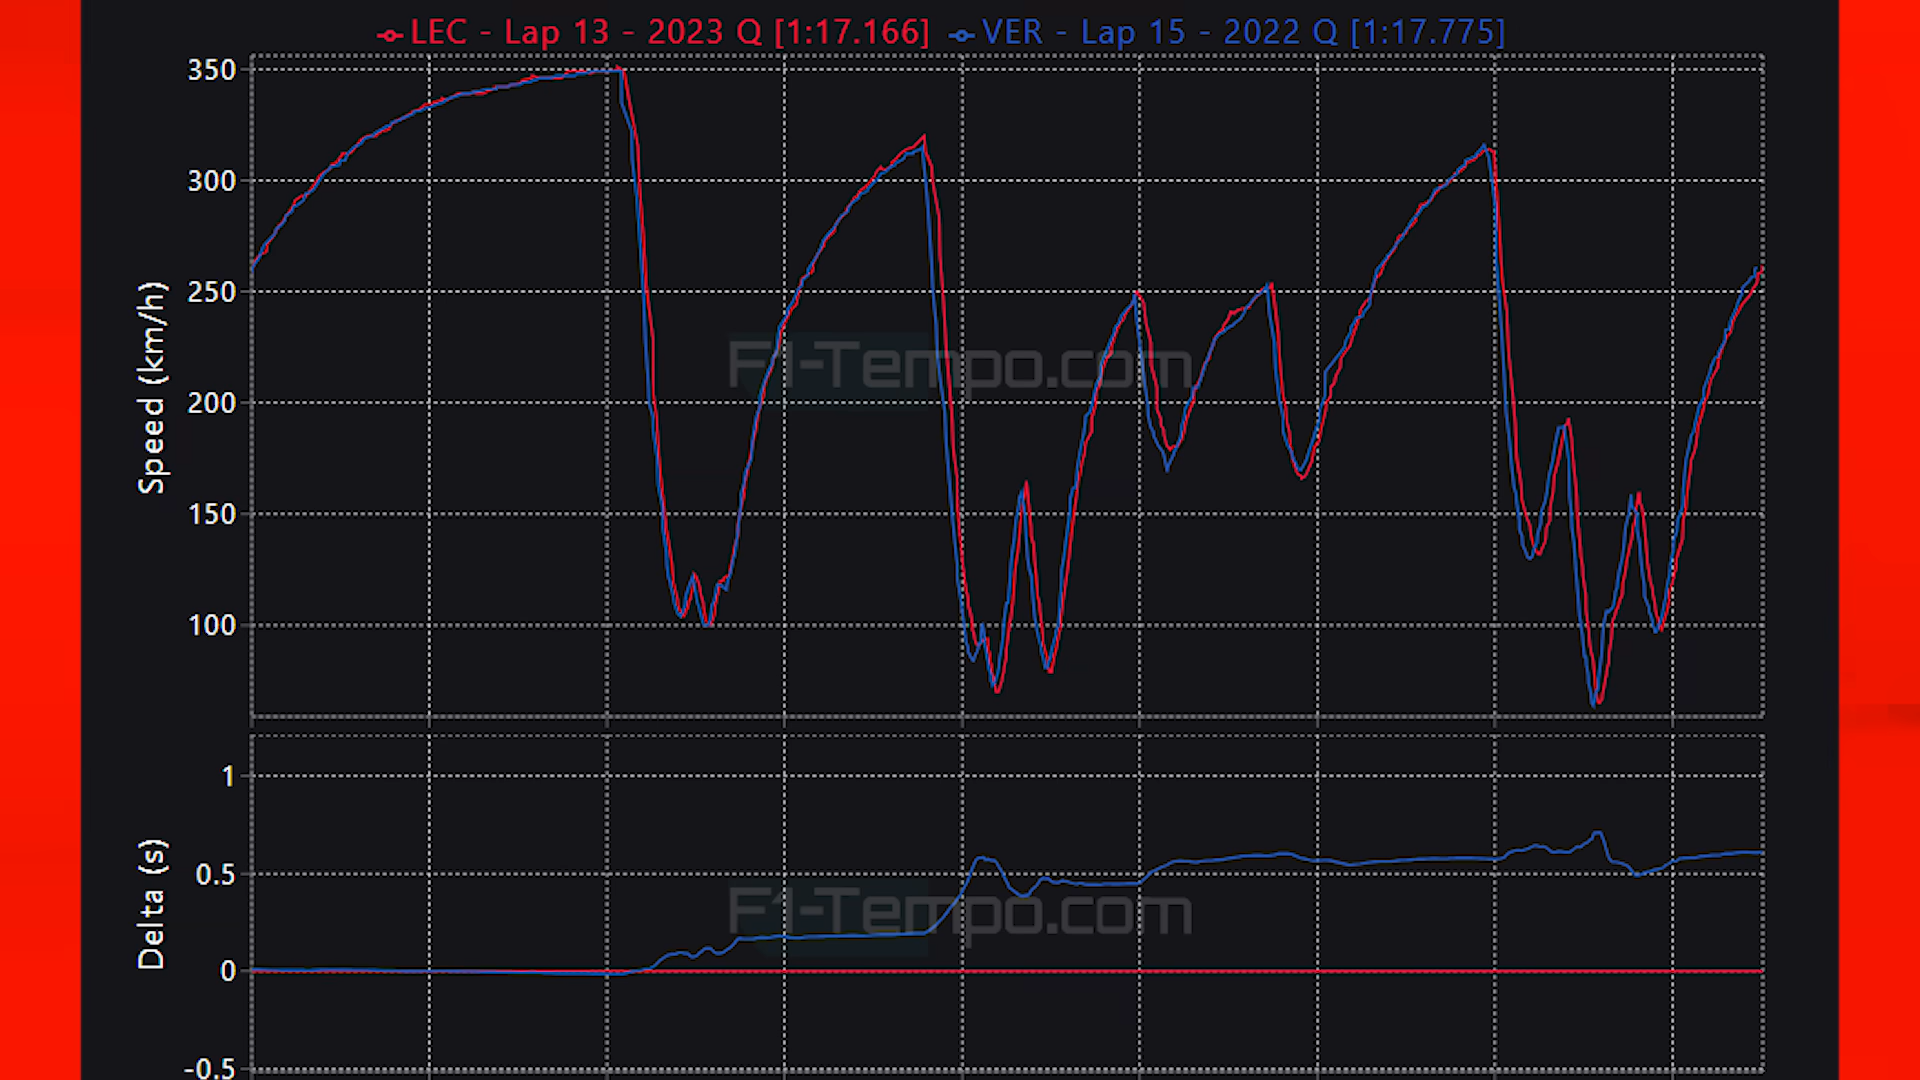 LEC - Lap 13 - 2023 Q [1:17.166] VER - Lap 15 - 2022 Q [1:17.775]
350
300
250
200
150
100
Speed (km/h)
F1-Tempo.com
1
0.5
0
-0.5
Delta (s)
F1-Tempo.com